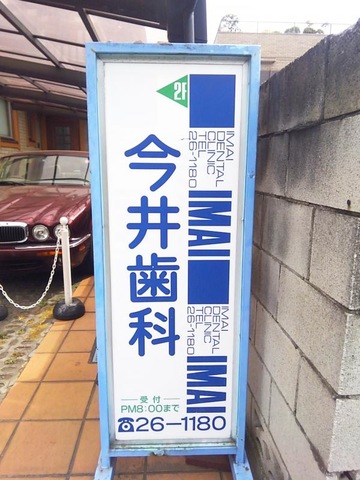 2F
今井歯科
IMAI
DENTAL
CLINIC
TEL
26-1180
IMAI
IMAI
DENTAL
CLINIC
TEL
26-1180
IMAI
受付
PM8:00まで
☎26-1180